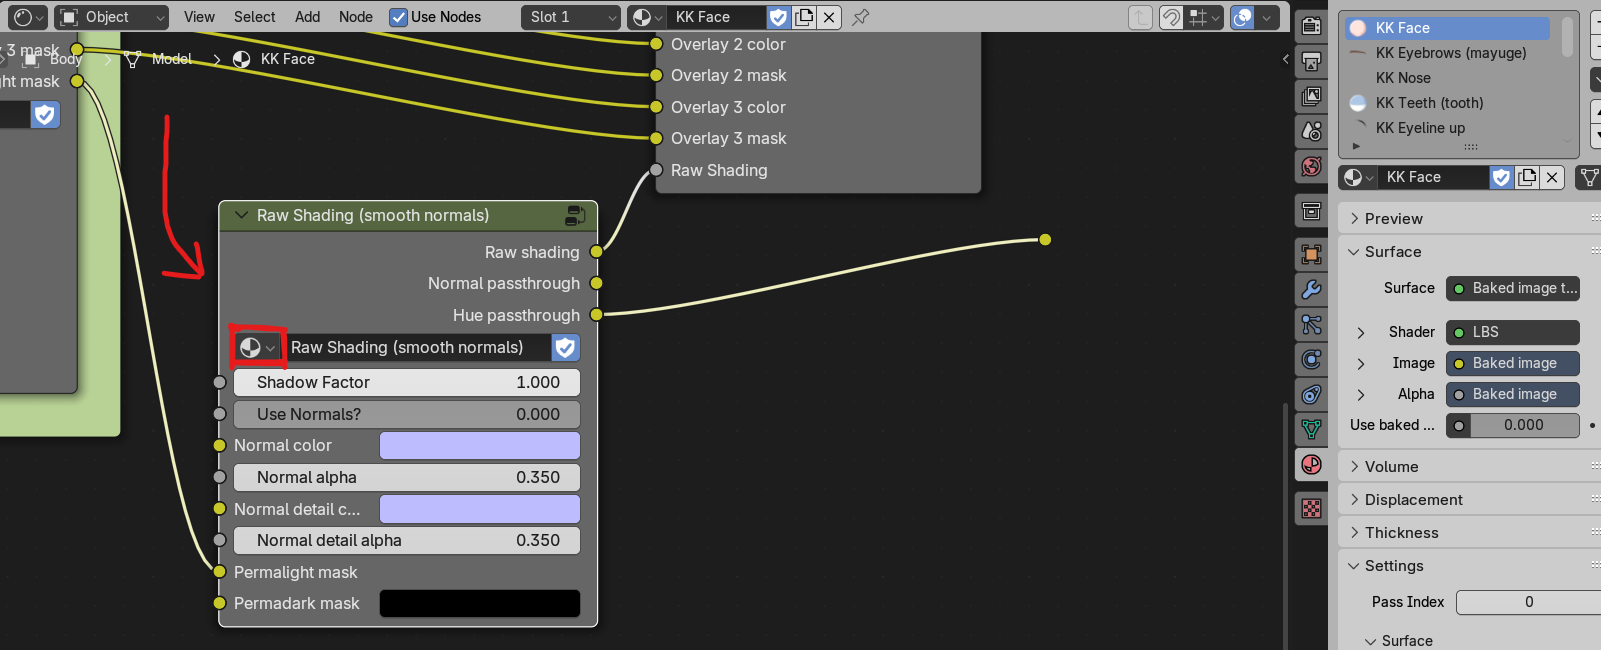 Object View Select Add Node Use Nodes Slot 1 KK Face
3 mask
Body Model KK Face
ht mask
Overlay 2 color
Overlay 2 mask
Overlay 3 color
Overlay 3 mask
Raw Shading
Raw Shading (smooth normals)
Raw shading
Normal passthrough
Hue passthrough
Raw Shading (smooth normals)
Shadow Factor 1.000
Use Normals? 0.000
Normal color
Normal alpha 0.350
Normal detail c...
Normal detail alpha 0.350
Permalight mask
Permadark mask
KK Face
KK Eyebrows (mayuge)
KK Nose
KK Teeth (tooth)
KK Eyeline up
KK Face
Preview
Surface
Surface Baked image t...
Shader LBS
Image Baked image
Alpha Baked image
Use baked ... 0.000
Volume
Displacement
Thickness
Settings
Pass Index 0
Surface